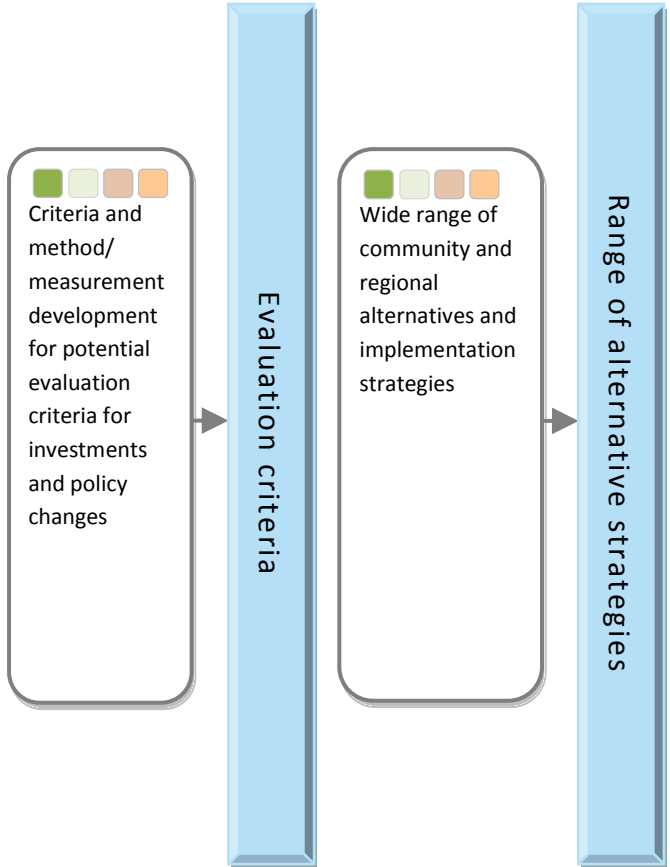 Criteria and
method/
measurement
development
for potential
evaluation
criteria for
investments
and policy
changes
Evaluation criteria
Wide range of
community and
regional
alternatives and
implementation
strategies
Range of alternative strategies